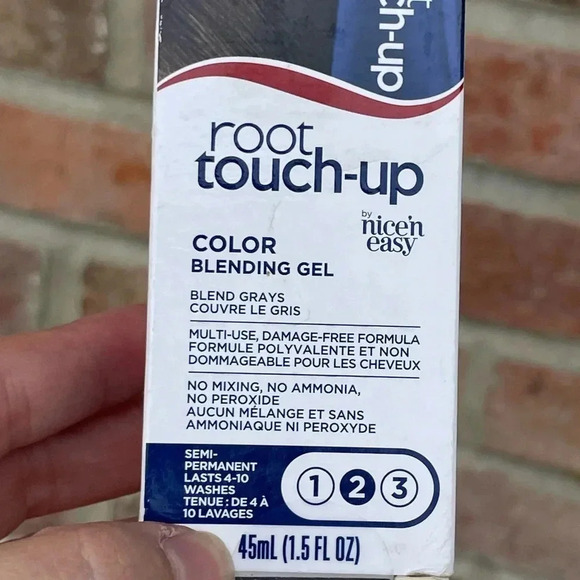 ch-up
root
touch-up
by
nice'n
easy
COLOR
BLENDING GEL
BLEND GRAYS
COUVRE LE GRIS
MULTI-USE, DAMAGE-FREE FORMULA
FORMULE POLYVALENTE ET NON
DOMMAGEABLE POUR LES CHEVEUX
NO MIXING, NO AMMONIA,
NO PEROXIDE
AUCUN MÉLANGE ET SANS
AMMONIAQUE NI PEROXYDE
SEMI-
PERMANENT
LASTS 4-10
WASHES
TENUE : DE 4 À
10 LAVAGES
1 2 3
45mL (1.5 FL OZ)